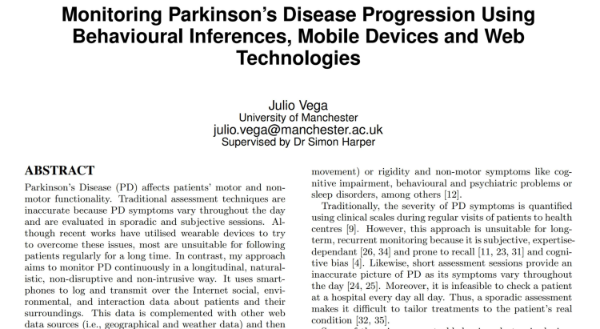 Monitoring Parkinson's Disease Progression Using
Behavioural Inferences, Mobile Devices and Web
Technologies
Julio Vega
University of Manchester
julio.vega@manchester.ac.uk
Supervised by Dr Simon Harper
ABSTRACT
Parkinson's Disease (PD) affects patients' motor and non-
motor functionality. Traditional assessment techniques are
inaccurate because PD symptoms vary throughout the day
and are evaluated in sporadic and subjective sessions. Al-
though recent works have utilised wearable devices to try
to overcome these issues, most are unsuitable for following
patients regularly for a long time. In contrast, my approach
aims to monitor PD continuously in a longitudinal, natural-
istic, non-disruptive and non-intrusive way. It uses smart-
phones to log and transmit over the Internet social, envi-
ronmental, and interaction data about patients and their
surroundings. This data is complemented with other web
data sources (i.e., geographical and weather data) and then
movement) or rigidity and non-motor symptoms like cog-
nitive impairment, behavioural and psychiatric problems or
sleep disorders, among others [12].
Traditionally, the severity of PD symptoms is quantified
using clinical scales during regular visits of patients to health
centres [9]. However, this approach is unsuitable for long-
term, recurrent monitoring because it is subjective, expertise-
dependant [26, 34] and prone to recall [11, 23, 31] and cogni-
tive bias [4]. Likewise, short assessment sessions provide an
inaccurate picture of PD as its symptoms vary throughout
the day [24, 25]. Moreover, it is infeasible to check a patient
at a hospital every day all day. Thus, a sporadic assessment
makes it difficult to tailor treatments to the patient's real
condition [32, 35].